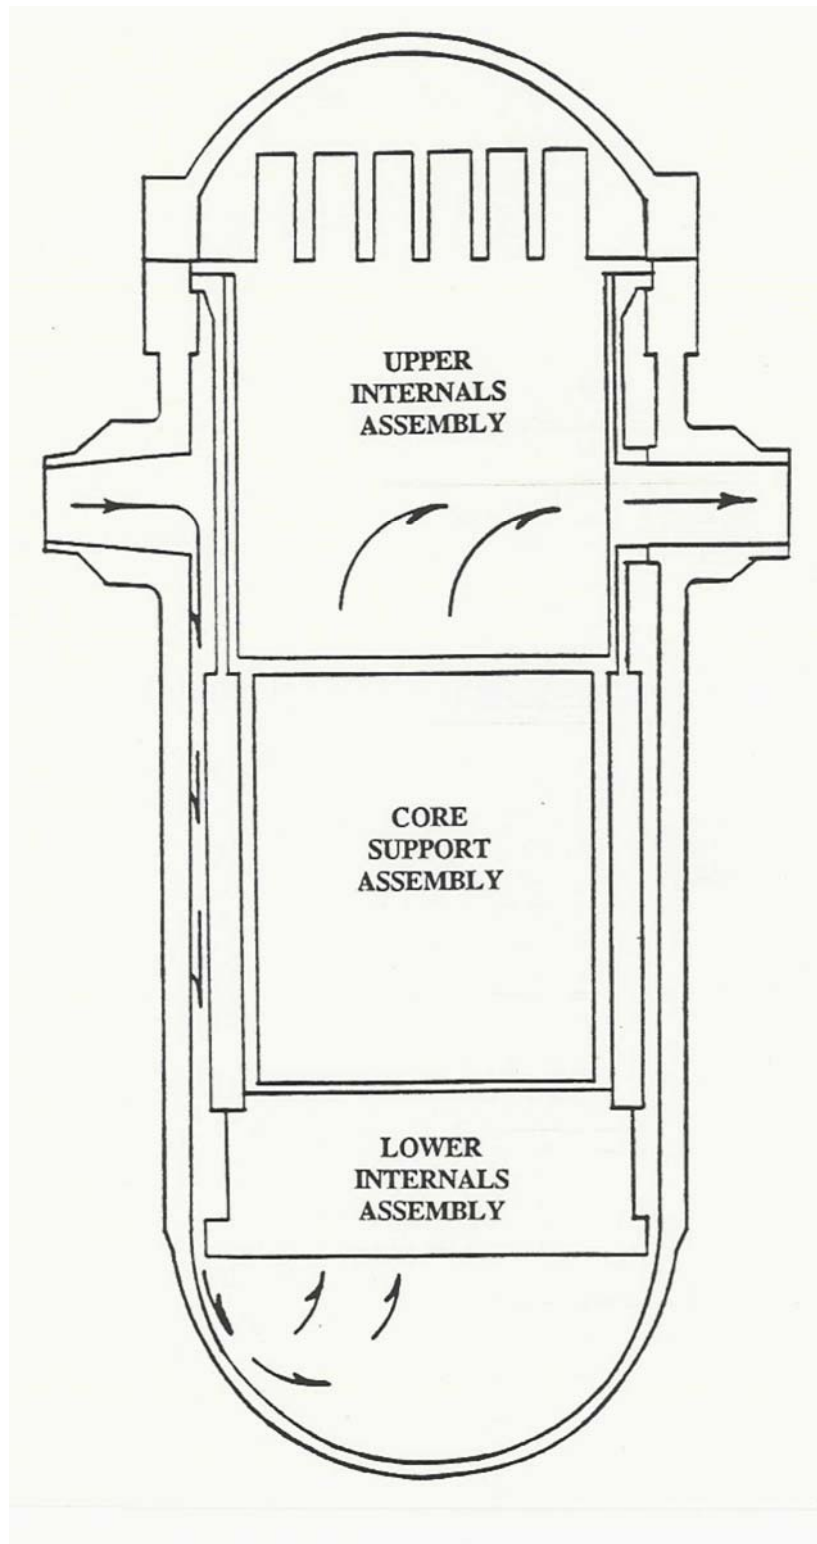 UPPER
INTERNALS
ASSEMBLY
CORE
SUPPORT
ASSEMBLY
LOWER
INTERNALS
ASSEMBLY